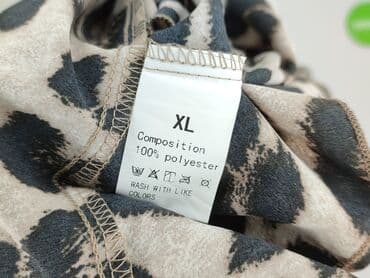 XL
Composition
100% polyester
WASH WITH LIKE
COLORS